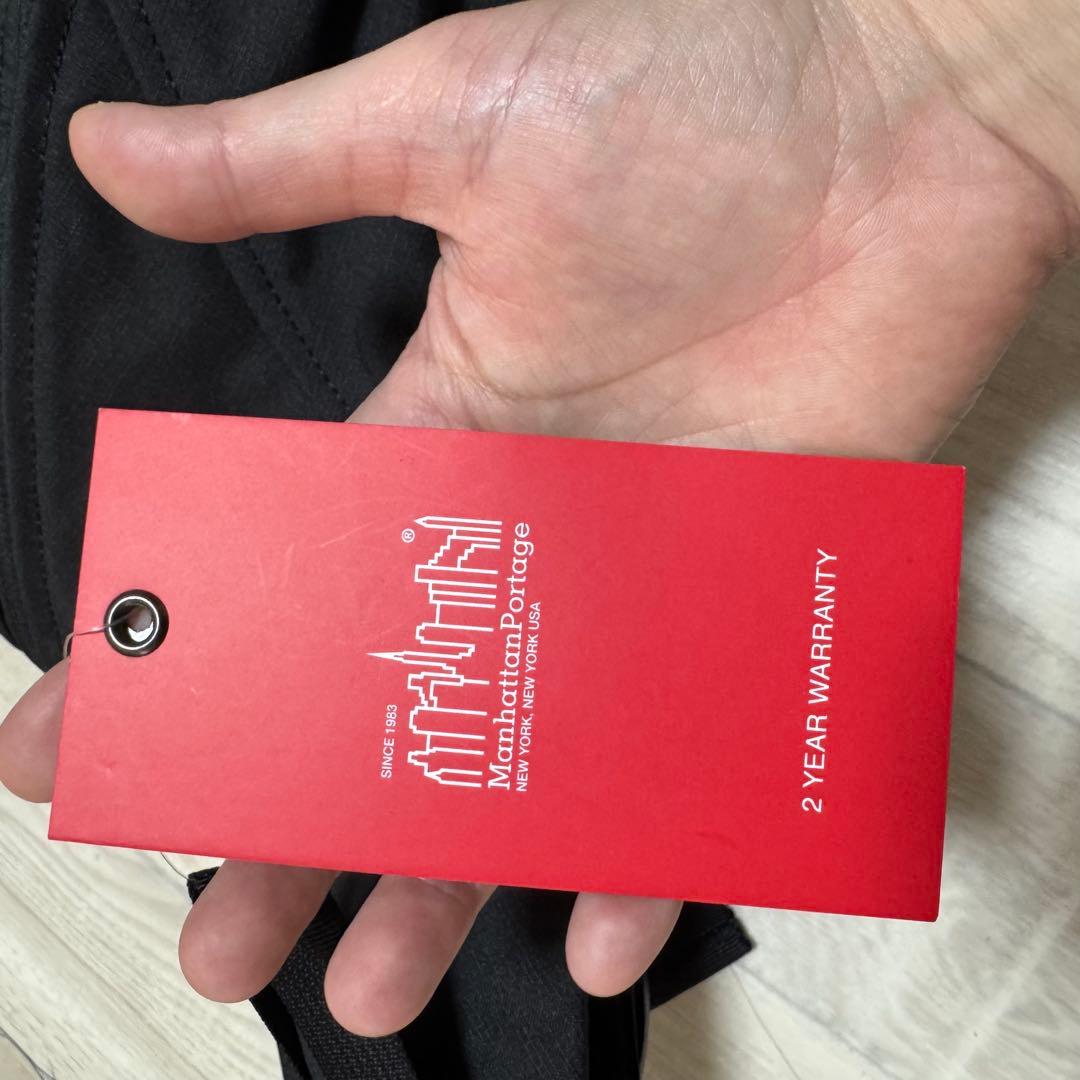 SINCE 1983
®
ManhattanPortage
NEW YORK, NEW YORK USA
2 YEAR WARRANTY